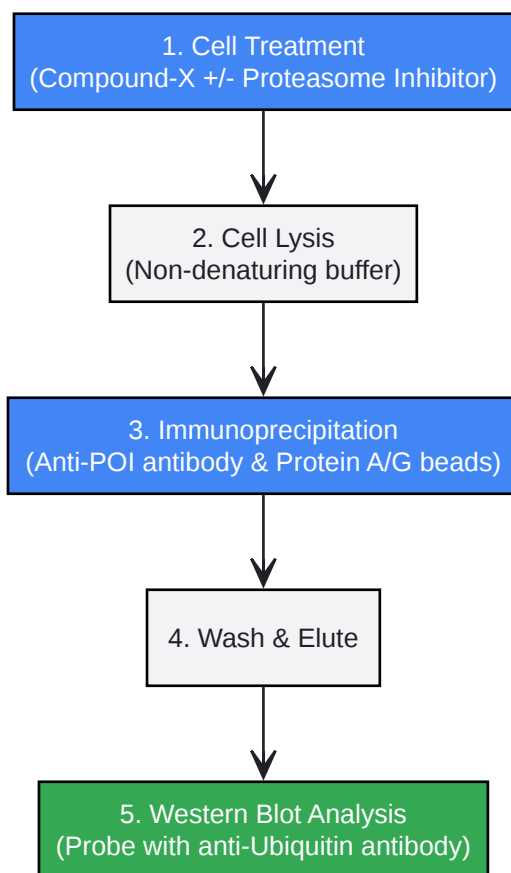 1. Cell Treatment
(Compound-X +/- Proteasome Inhibitor)
2. Cell Lysis
(Non-denaturing buffer)
3. Immunoprecipitation
(Anti-POI antibody & Protein A/G beads)
4. Wash & Elute
5. Western Blot Analysis
(Probe with anti-Ubiquitin antibody)